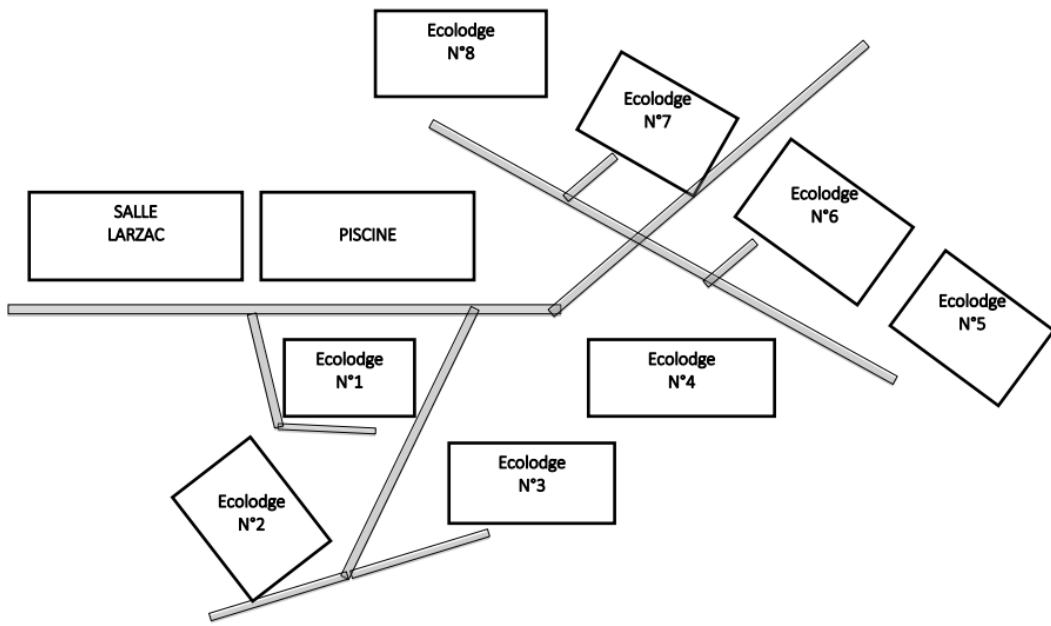 Ecolodge
N°8
Ecolodge
N°7
Ecolodge
N°6
SALLE
LARZAC
PISCINE
Ecolodge
N°5
Ecolodge
N°1
Ecolodge
N°4
Ecolodge
N°3
Ecolodge
N°2